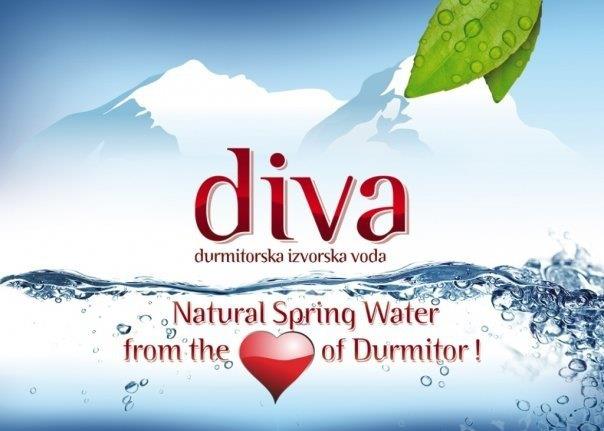 diva
durmitorska izvorska voda
Natural Spring Water
from the of Durmitor !